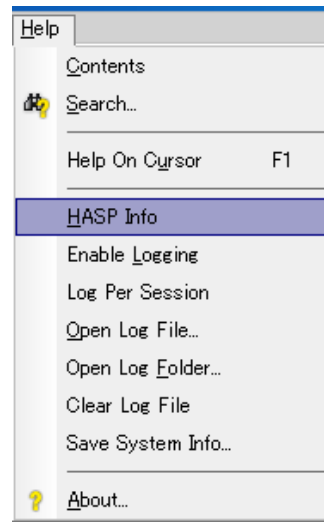 Help
Contents
Search...
Help On Cursor F1
HASP Info
Enable Logging
Log Per Session
Open Log File...
Open Log Folder...
Clear Log File
Save System Info...
About...